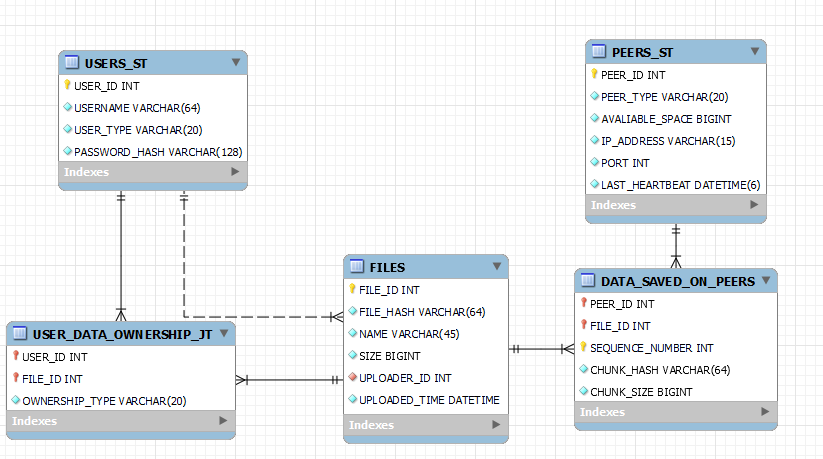 USERS_ST
USER_ID INT
USERNAME VARCHAR(64)
USER_TYPE VARCHAR(20)
PASSWORD_HASH VARCHAR(128)
Indexes
PEERS_ST
PEER_ID INT
PEER_TYPE VARCHAR(20)
AVALIABLE_SPACE BIGINT
IP_ADDRESS VARCHAR(15)
PORT INT
LAST_HEARTBEAT DATETIME(6)
Indexes
USER_DATA_OWNERSHIP_JT
USER_ID INT
FILE_ID INT
OWNERSHIP_TYPE VARCHAR(20)
Indexes
FILES
FILE_ID INT
FILE_HASH VARCHAR(64)
NAME VARCHAR(45)
SIZE BIGINT
UPLOADER_ID INT
UPLOADED_TIME DATETIME
Indexes
DATA_SAVED_ON_PEERS
PEER_ID INT
FILE_ID INT
SEQUENCE_NUMBER INT
CHUNK_HASH VARCHAR(64)
CHUNK_SIZE BIGINT
Indexes